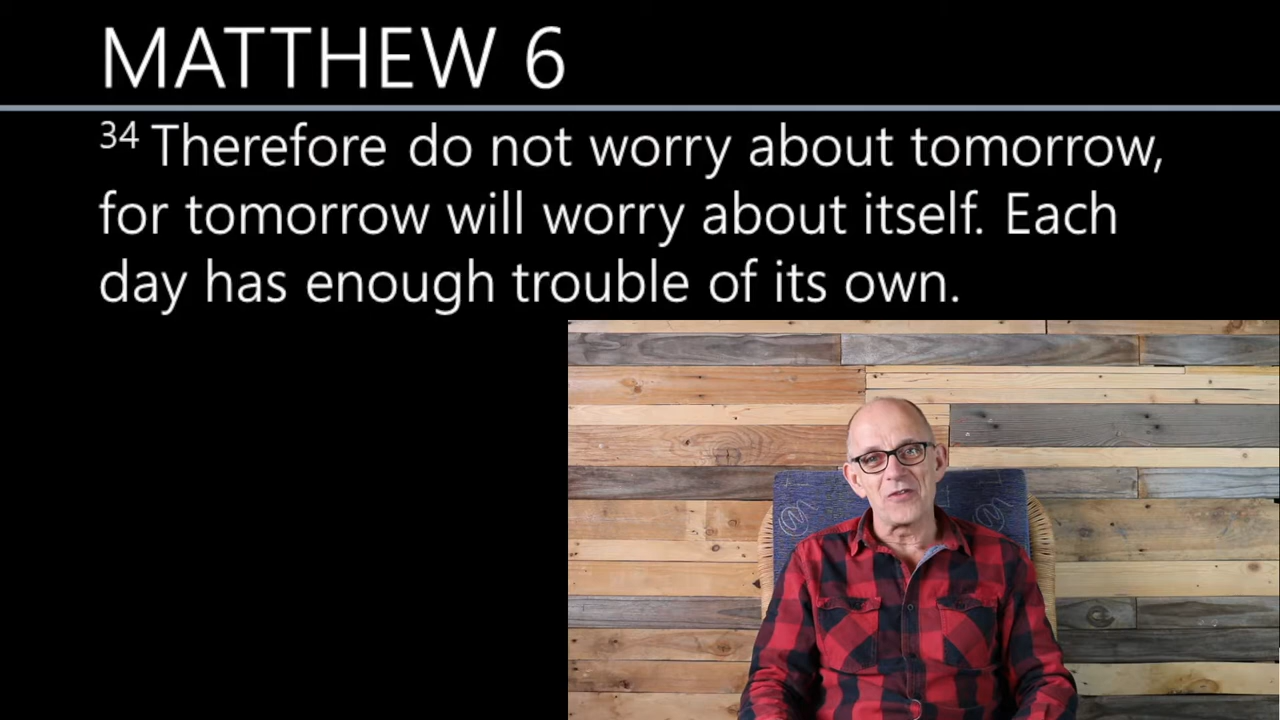 MATTHEW 6
34 Therefore do not worry about tomorrow,
for tomorrow will worry about itself. Each
day has enough trouble of its own.